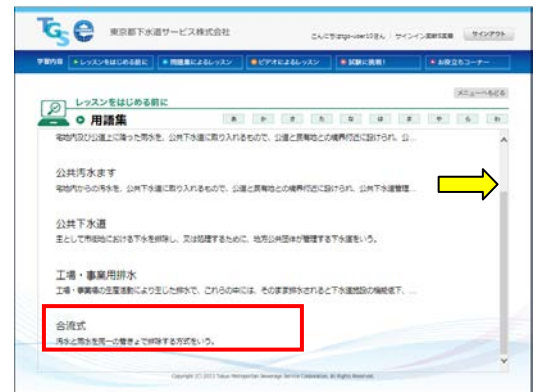 TGS 東京都下水道サービス株式会社
サインアウト
学習内容 レッスンをはじめる前に 問題集によるレッスン ビデオによるレッスン 試験に挑戦! お役立ちコーナー
メニューへもどる
レッスンをはじめる前に
用語集
あ か さ た な は ま や ら わ
宅地内及び公道上に降った雨水を、公共下水道に取り入れるもので、公道と民有地との境界付近に設けられ、公...
公共汚水ます
宅地内からの汚水を、公共下水道に取り入れるもので、公道と民有地との境界付近に設けられ、公共下水道管理...
公共下水道
主として市街地における下水を排除し、又は処理するために、地方公共団体が管理する下水道をいう。
工場・事業用排水
工場・事業場の生産活動により生じた排水で、これらの中には、そのまま排水されると下水道施設の機能低下、...
合流式
汚水と雨水を同一の管きょで排除する方式をいう。
Copyright (C) 2013 Tokyo Metropolitan Sewerage Service Corporation. All Rights Reserved.